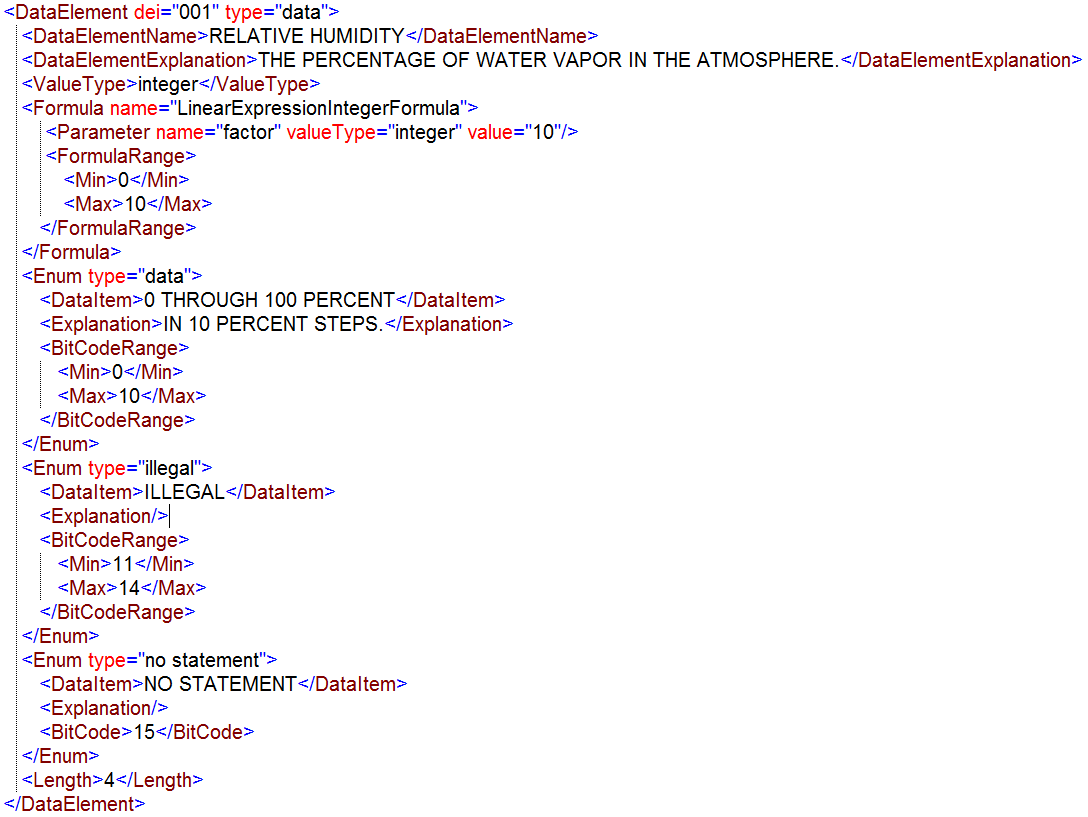 <DataElement dei="001" type="data">
<DataElementName>RELATIVE HUMIDITY</DataElementName>
<DataElementExplanation>THE PERCENTAGE OF WATER VAPOR IN THE ATMOSPHERE.</DataElementExplanation>
<ValueType>integer</ValueType>
<Formula name="LinearExpressionIntegerFormula">
<Parameter name="factor" valueType="integer" value="10"/>
<FormulaRange>
<Min>0</Min>
<Max>10</Max>
</FormulaRange>
</Formula>
<Enum type="data">
<DataItem>0 THROUGH 100 PERCENT</DataItem>
<Explanation>IN 10 PERCENT STEPS.</Explanation>
<BitCodeRange>
<Min>0</Min>
<Max>10</Max>
</BitCodeRange>
</Enum>
<Enum type="illegal">
<DataItem>ILLEGAL</DataItem>
<Explanation/>
<BitCodeRange>
<Min>11</Min>
<Max>14</Max>
</BitCodeRange>
</Enum>
<Enum type="no statement">
<DataItem>NO STATEMENT</DataItem>
<Explanation/>
<BitCode>15</BitCode>
</Enum>
<Length>4</Length>
</DataElement>